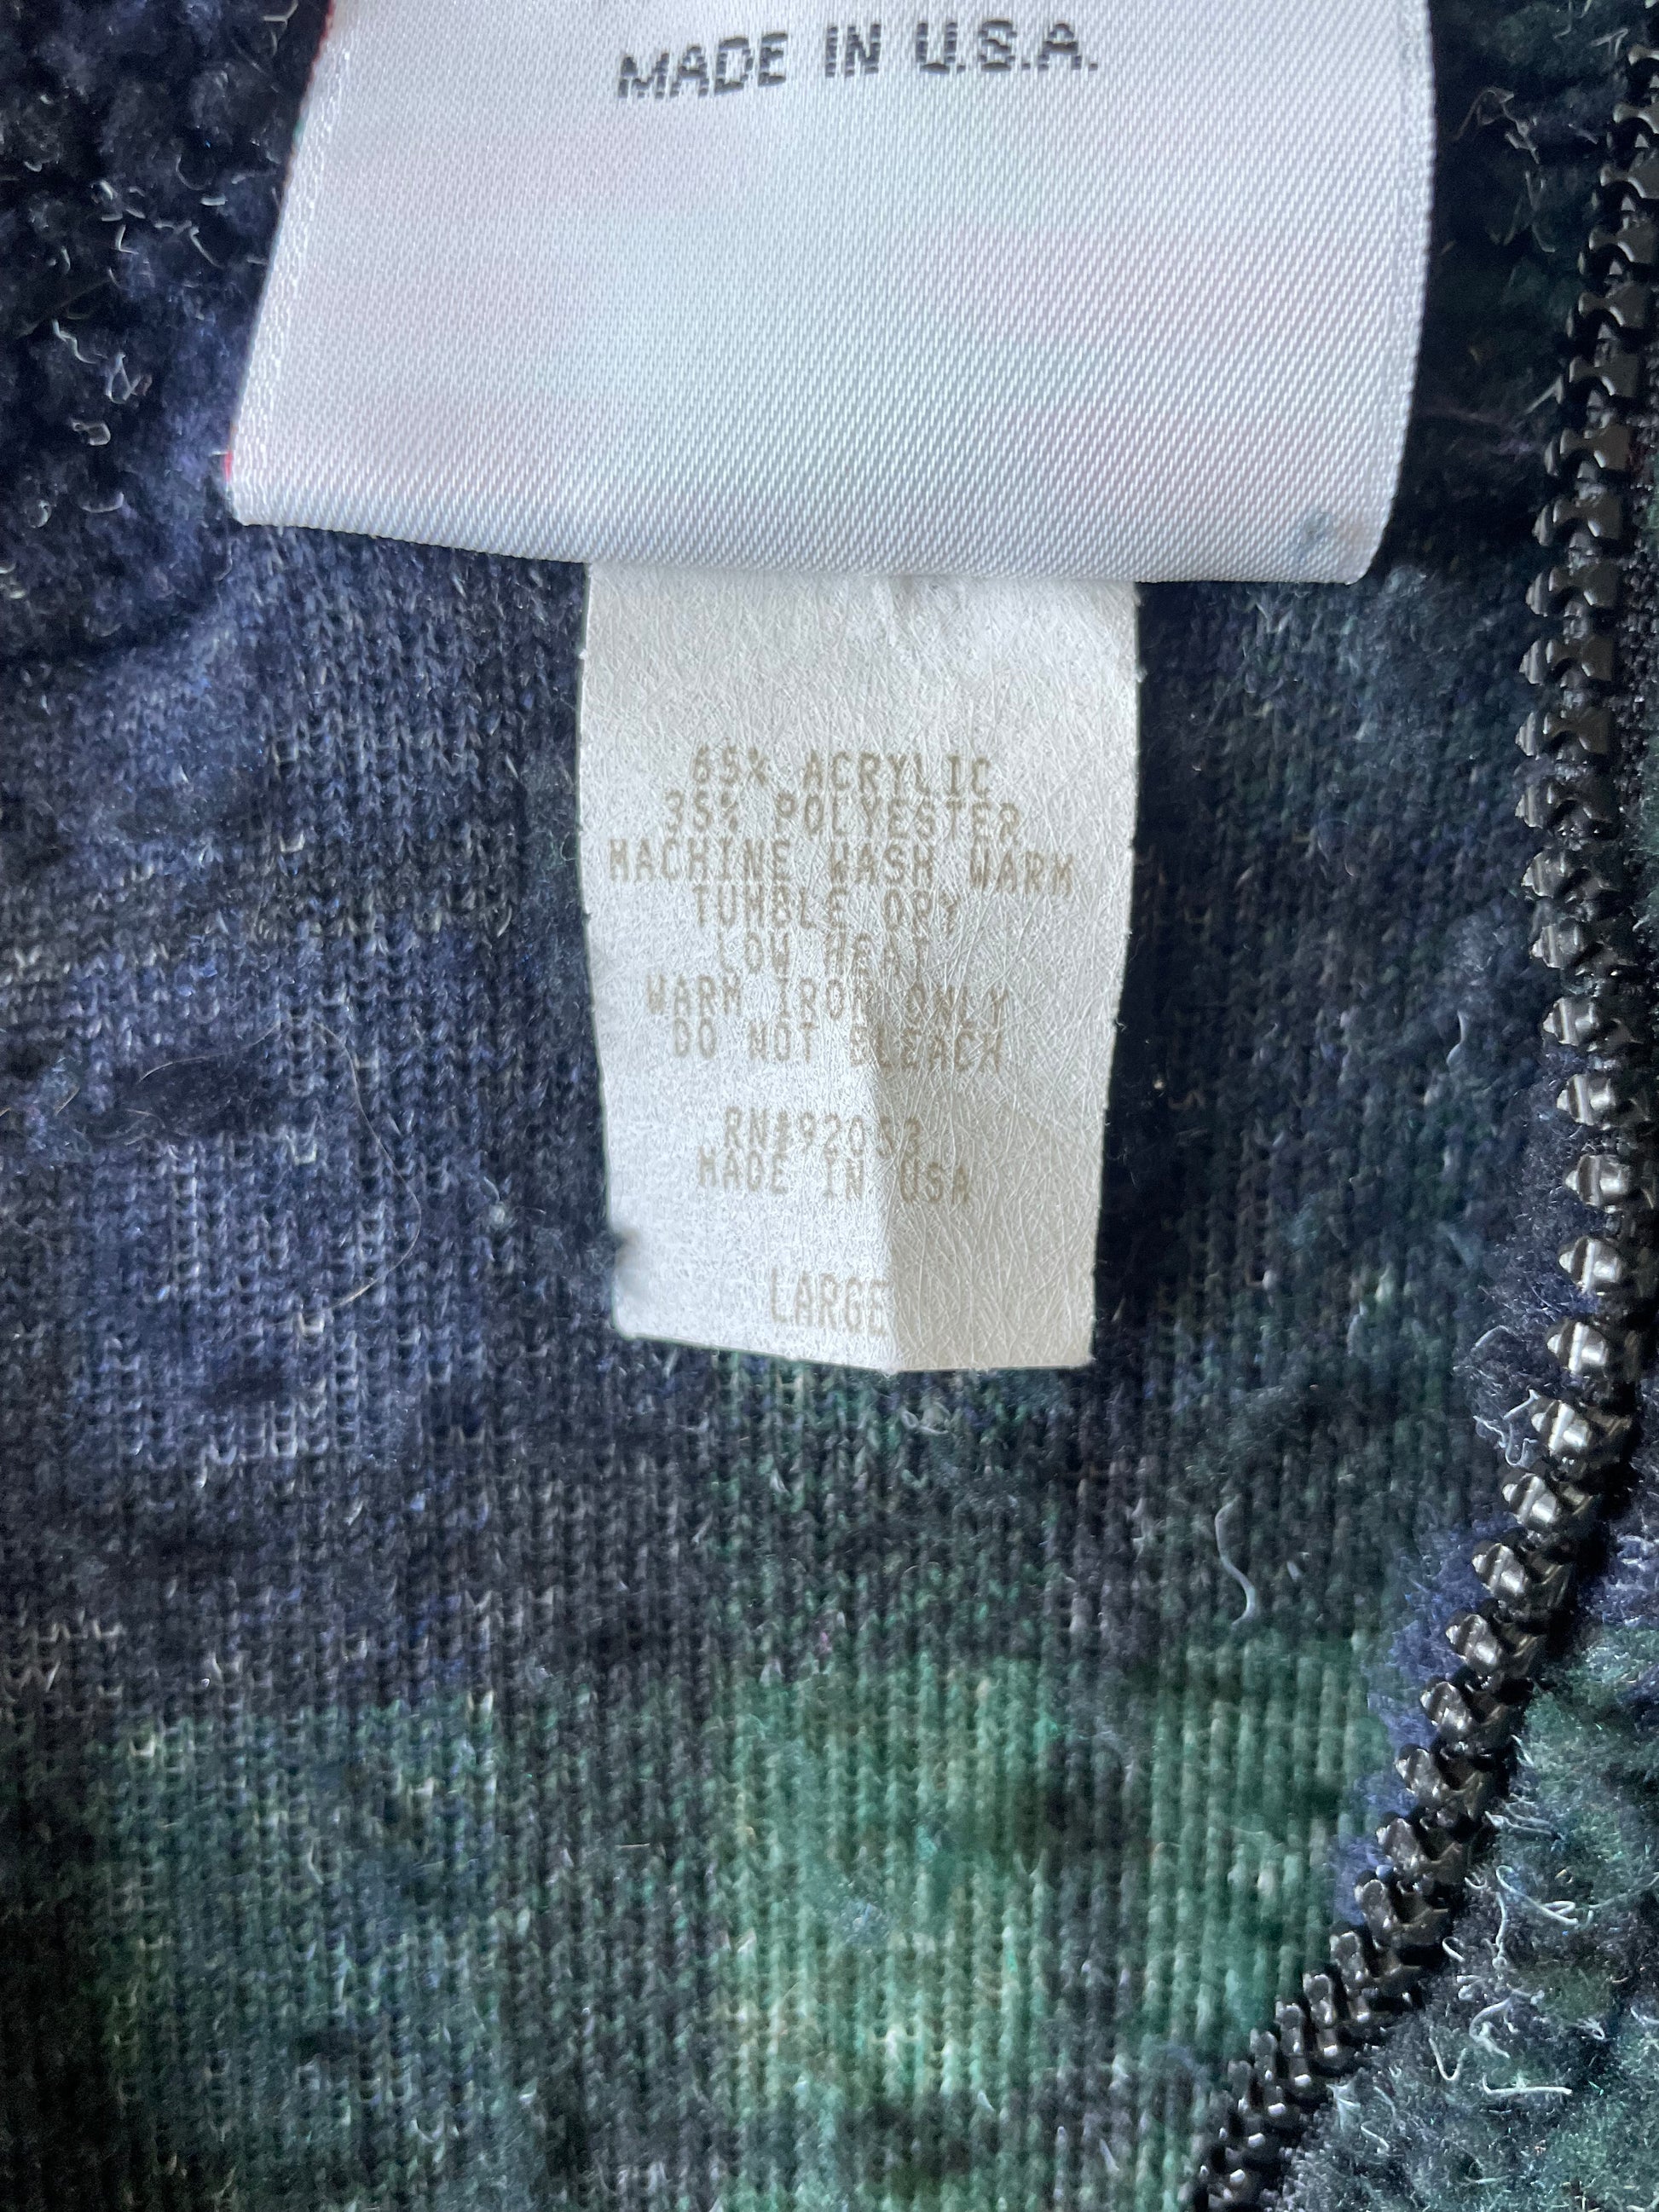 MADE IN U.S.A.
65% ACRYLIC
35% POLYESTER
MACHINE WASH WARM
TUMBLE DRY
LOW HEAT
WARM IRON ONLY
DO NOT BLEACH
MADE IN USA
LARGE